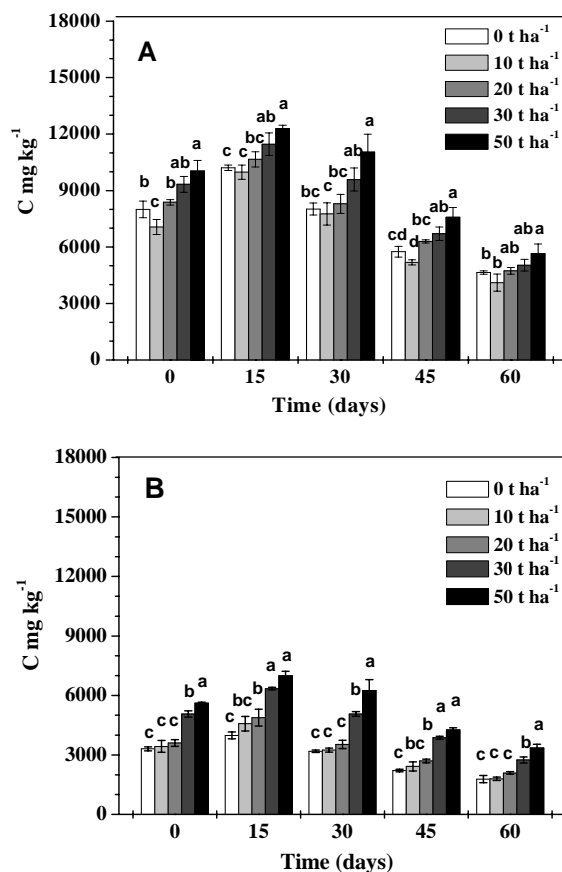 A
0 t ha-1
10 t ha-1
20 t ha-1
30 t ha-1
50 t ha-1
18000
15000
12000
9000
6000
3000
0
C mg kg-1
b c b ab a
c c bc ab a
bc c bc ab a
cd d bc ab a
b b ab ab a
0 15 30 45 60
Time (days)
B
0 t ha-1
10 t ha-1
20 t ha-1
30 t ha-1
50 t ha-1
18000
15000
12000
9000
6000
3000
0
C mg kg-1
c c c b a
c bc b a a
c c c b a
c bc b a a
c c c b a
0 15 30 45 60
Time (days)